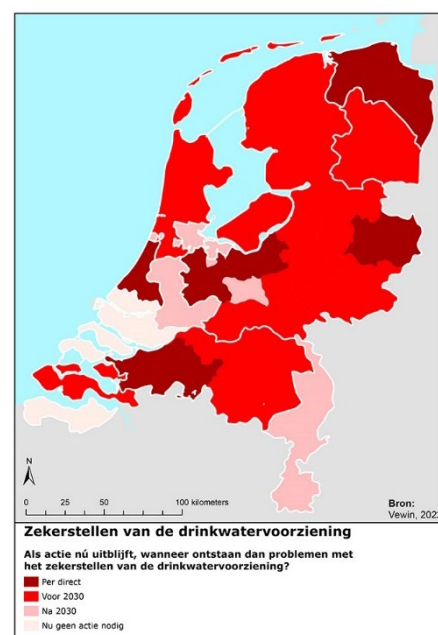 N
0 25 50 100 kilometers
Bron:
Vewin, 2022
Zekerstellen van de drinkwatervoorziening
Als actie nú uitblijft, wanneer ontstaan dan problemen met
het zekerstellen van de drinkwatervoorziening?
Per direct
Voor 2030
Na 2030
Nu geen actie nodig